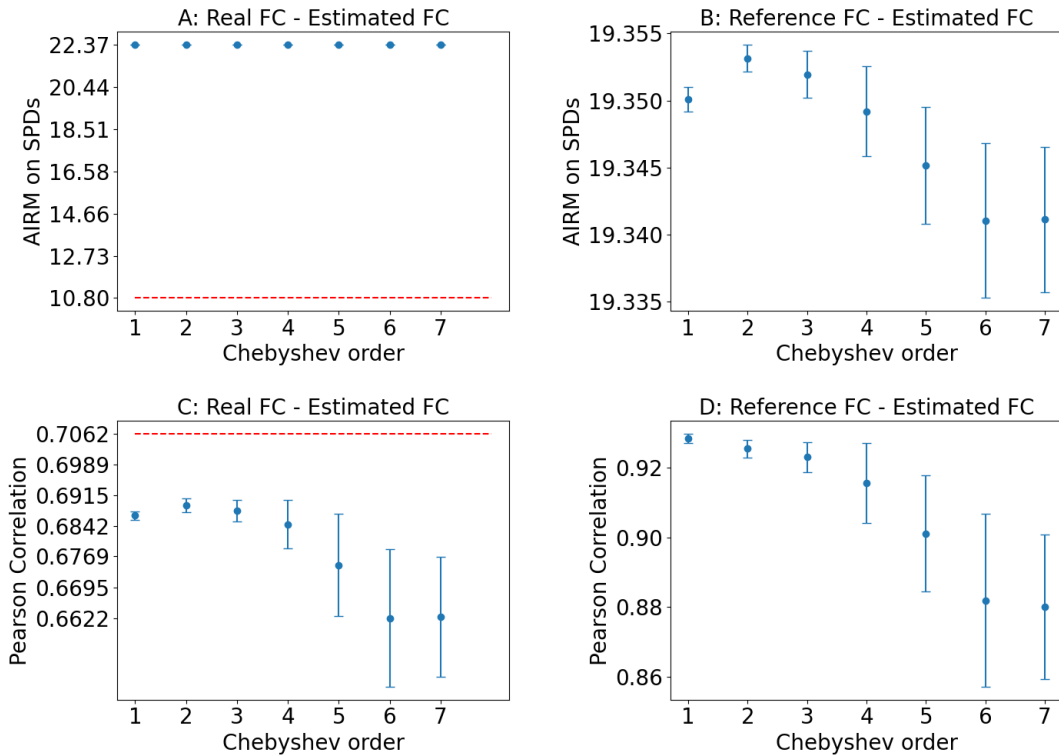 A: Real FC - Estimated FC
AIRM on SPDs
22.37
20.44
18.51
16.58
14.66
12.73
10.80
1 2 3 4 5 6 7
Chebyshev order
B: Reference FC - Estimated FC
AIRM on SPDs
19.355
19.350
19.345
19.340
19.335
1 2 3 4 5 6 7
Chebyshev order
C: Real FC - Estimated FC
Pearson Correlation
0.7062
0.6989
0.6915
0.6842
0.6769
0.6695
0.6622
1 2 3 4 5 6 7
Chebyshev order
D: Reference FC - Estimated FC
Pearson Correlation
0.92
0.90
0.88
0.86
1 2 3 4 5 6 7
Chebyshev order